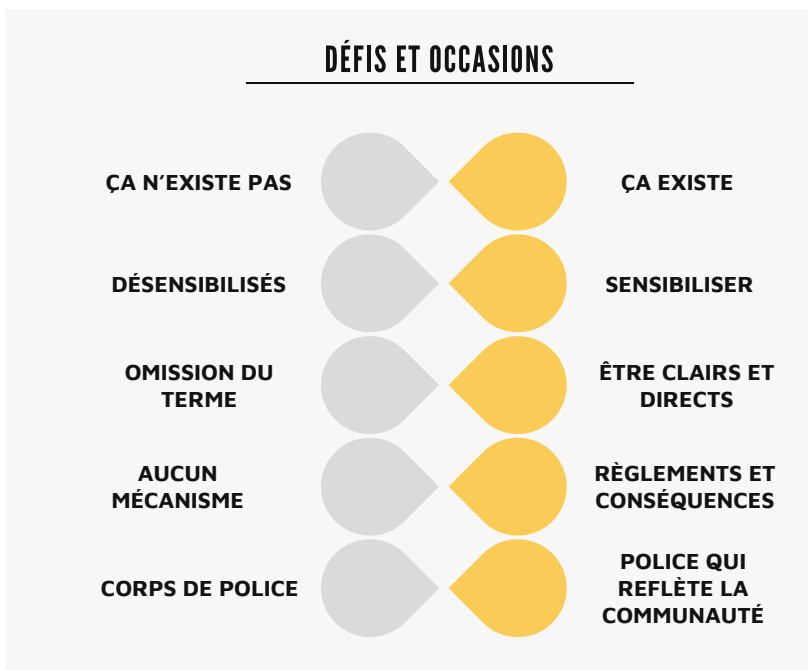 DÉFIS ET OCCASIONS
ÇA N’EXISTE PAS
ÇA EXISTE
DÉSENSIBILISÉS
SENSIBILISER
OMISSION DU
TERME
ÊTRE CLAIRS ET
DIRECTS
AUCUN
MÉCANISME
RÈGLEMENTS ET
CONSÉQUENCES
CORPS DE POLICE
POLICE QUI
REFLÈTE LA
COMMUNAUTÉ